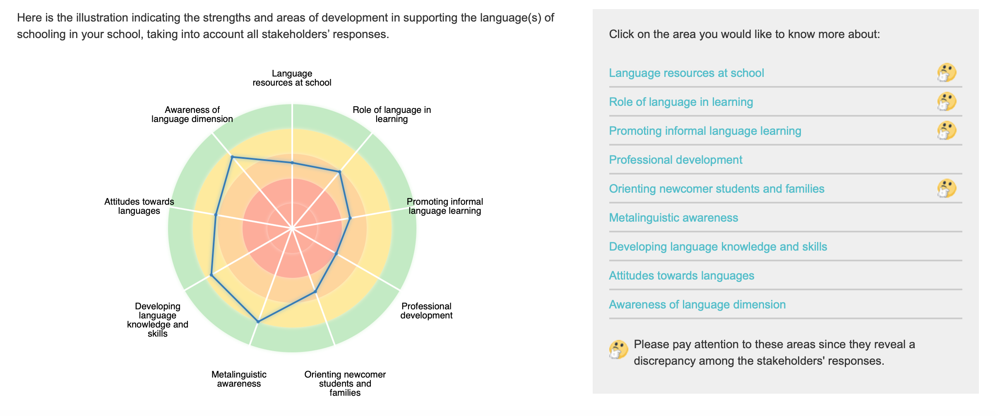 Here is the illustration indicating the strengths and areas of development in supporting the language(s) of
schooling in your school, taking into account all stakeholders’ responses.
Language
resources at school
Role of language in
learning
Promoting informal
language learning
Professional
development
Orienting newcomer
students and
families
Metalinguistic
awareness
Developing
language
knowledge and
skills
Attitudes towards
languages
Awareness of
language dimension
Click on the area you would like to know more about:
Language resources at school
Role of language in learning
Promoting informal language learning
Professional development
Orienting newcomer students and families
Metalinguistic awareness
Developing language knowledge and skills
Attitudes towards languages
Awareness of language dimension
Please pay attention to these areas since they reveal a
discrepancy among the stakeholders' responses.